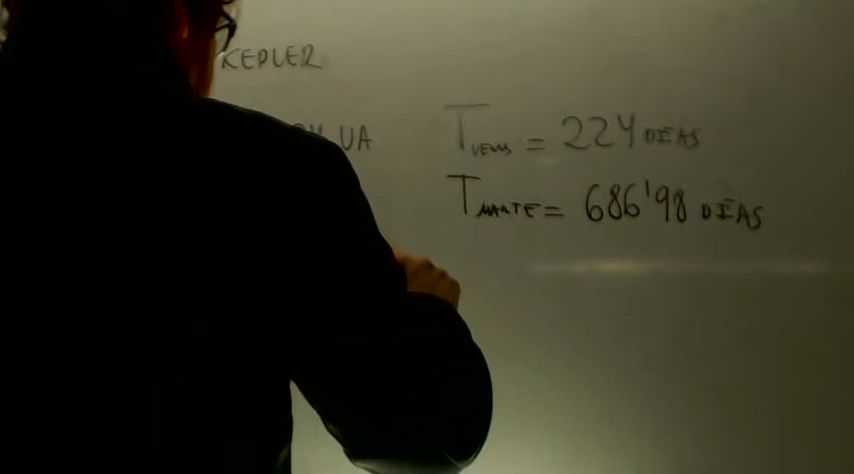 KEPLER
UA
T VENUS = 224 DÍAS
T MARTE = 686'98 DÍAS